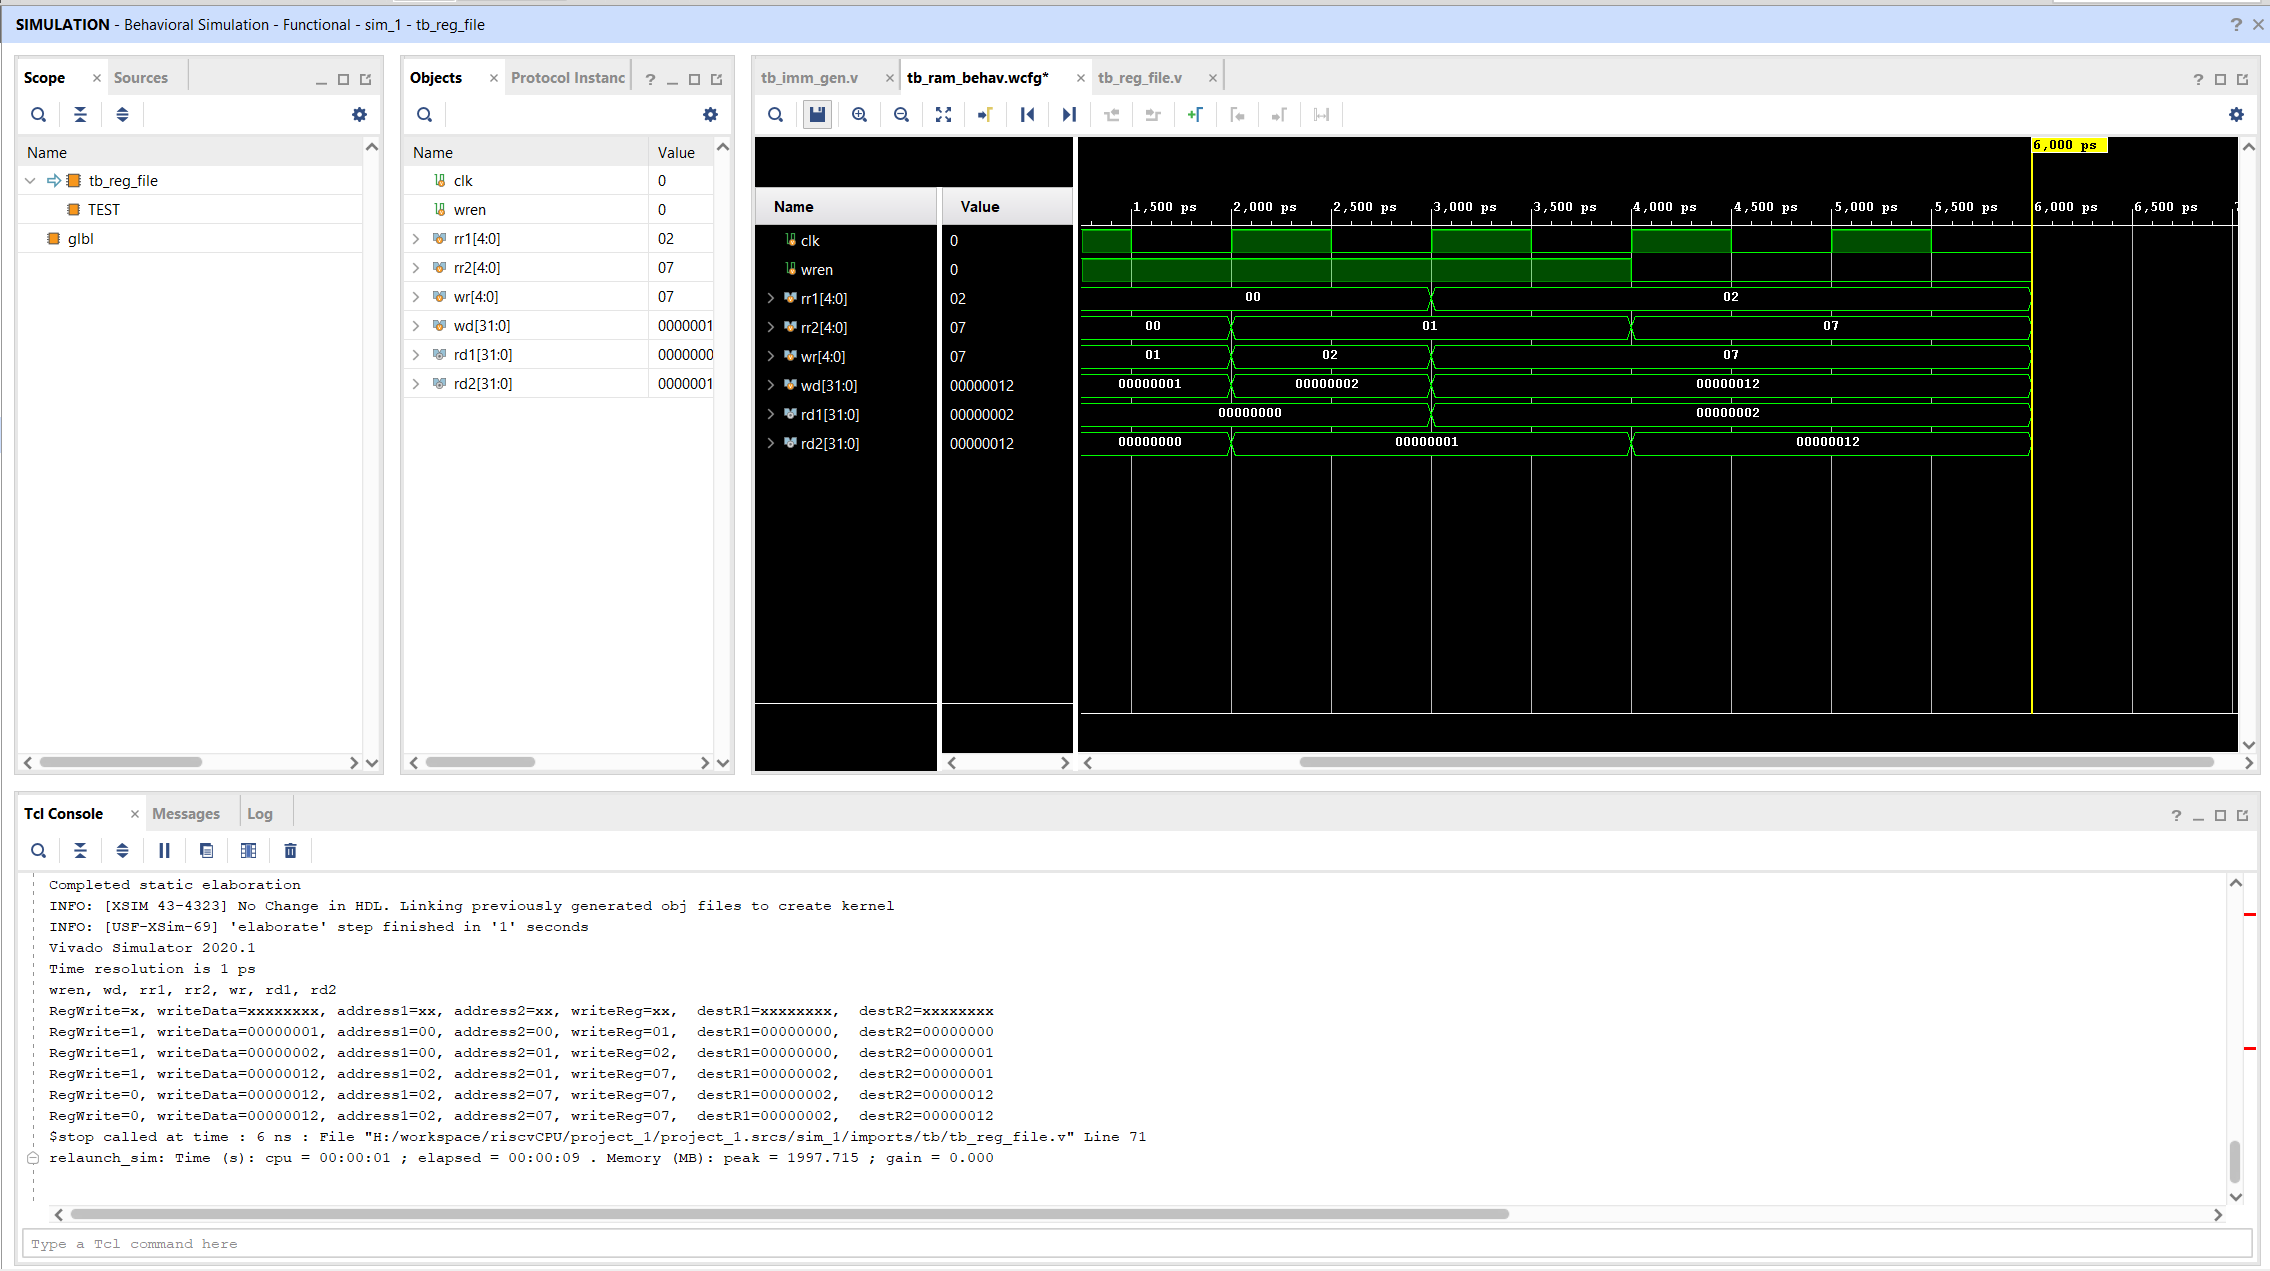 SIMULATION - Behavioral Simulation - Functional - sim_1 - tb_reg_file
Scope
Sources
Name
tb_reg_file
TEST
glbl
Objects
Protocol Instanc
Name Value
clk 0
wren 0
rr1[4:0] 02
rr2[4:0] 07
wr[4:0] 07
wd[31:0] 0000001
rd1[31:0] 0000000
rd2[31:0] 0000001
tb_imm_gen.v
tb_ram_behav.wcfg*
tb_reg_file.v
6,000 ps
1,500 ps 2,000 ps 2,500 ps 3,000 ps 3,500 ps 4,000 ps 4,500 ps 5,000 ps 5,500 ps 6,000 ps 6,500 ps
Name Value
clk 0
wren 0
rr1[4:0] 02 00 02
rr2[4:0] 07 00 01 07
wr[4:0] 07 01 02 07
wd[31:0] 00000012 00000001 00000002 00000012
rd1[31:0] 00000002 00000000 00000002
rd2[31:0] 00000012 00000000 00000001 00000012
Tcl Console
Messages
Log
Completed static elaboration
INFO: [XSIM 43-4323] No Change in HDL. Linking previously generated obj files to create kernel
INFO: [USF-XSim-69] 'elaborate' step finished in '1' seconds
Vivado Simulator 2020.1
Time resolution is 1 ps
wren, wd, rr1, rr2, wr, rd1, rd2
RegWrite=x, writeData=xxxxxxxx, address1=xx, address2=xx, writeReg=xx, destR1=xxxxxxxx, destR2=xxxxxxxx
RegWrite=1, writeData=00000001, address1=00, address2=00, writeReg=01, destR1=00000000, destR2=00000000
RegWrite=1, writeData=00000002, address1=00, address2=01, writeReg=02, destR1=00000000, destR2=00000001
RegWrite=1, writeData=00000012, address1=02, address2=01, writeReg=07, destR1=00000002, destR2=00000001
RegWrite=0, writeData=00000012, address1=02, address2=07, writeReg=07, destR1=00000002, destR2=00000012
RegWrite=0, writeData=00000012, address1=02, address2=07, writeReg=07, destR1=00000002, destR2=00000012
$stop called at time : 6 ns : File "H:/workspace/riscvCPU/project_1/project_1.srcs/sim_1/imports/tb/tb_reg_file.v" Line 71
relaunch_sim: Time (s): cpu = 00:00:01 ; elapsed = 00:00:09 . Memory (MB): peak = 1997.715 ; gain = 0.000
Type a Tcl command here